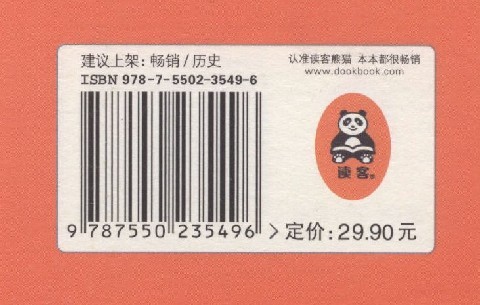 建议上架：畅销/历史
ISBN 978-7-5502-3549-6
认准读客熊猫 本本都很畅销
www.dookbook.com
读客®
9 787550 235496 >
定价：29.90元